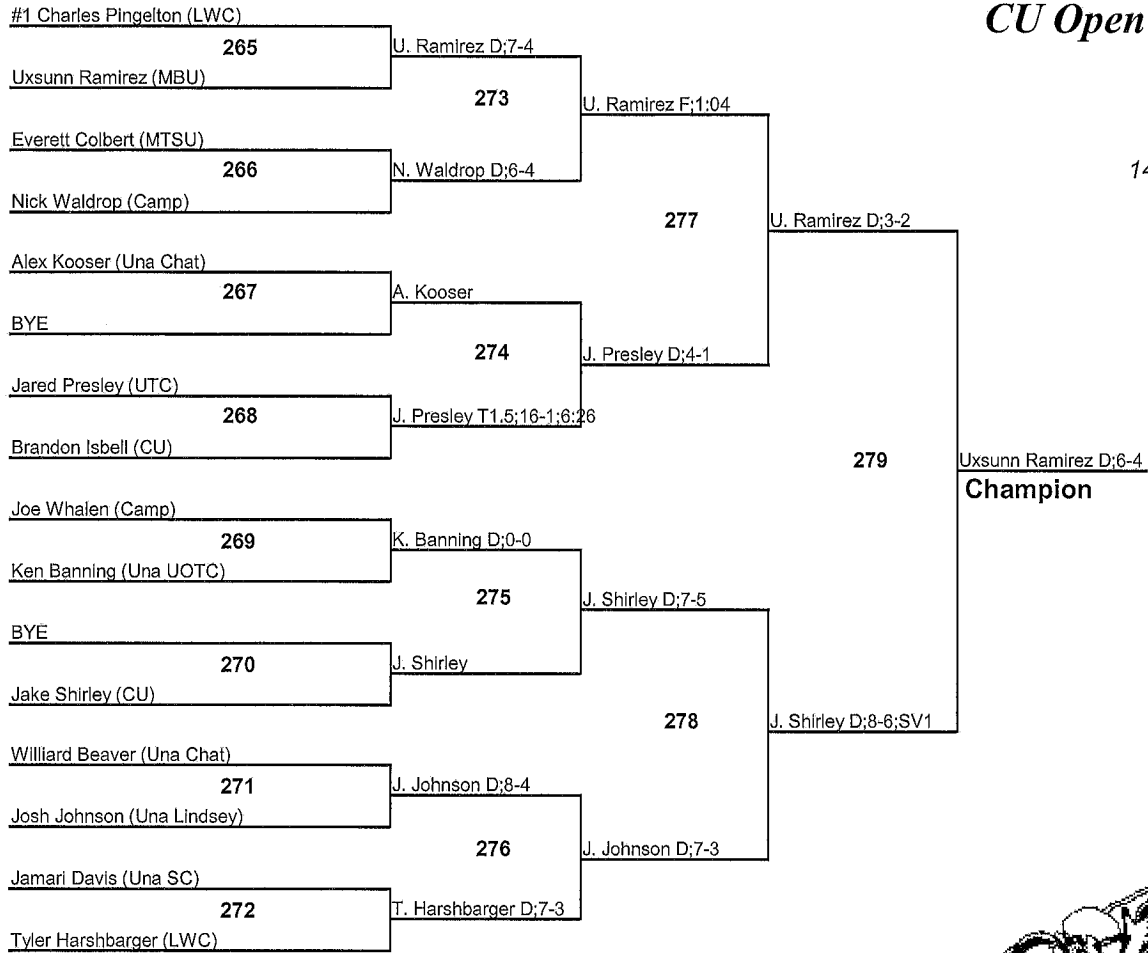 #1 Charles Pingelton (LWC)
CU Open
265
U. Ramirez D;7-4
Uxsunn Ramirez (MBU)
273
U. Ramirez F;1:04
Everett Colbert (MTSU)
266
N. Waldrop D;6-4
14
Nick Waldrop (Camp)
277
U. Ramirez D;3-2
Alex Kooser (Una Chat)
267
A. Kooser
BYE
274
J. Presley D;4-1
Jared Presley (UTC)
268
J. Presley T1.5;16-1;6:26
Brandon Isbell (CU)
279
Uxsunn Ramirez D;6-4
Champion
Joe Whalen (Camp)
269
K. Banning D;0-0
Ken Banning (Una UOTC)
275
J. Shirley D;7-5
BYE
270
J. Shirley
Jake Shirley (CU)
278
J. Shirley D;8-6;SV1
Williard Beaver (Una Chat)
271
J. Johnson D;8-4
Josh Johnson (Una Lindsey)
276
J. Johnson D;7-3
Jamari Davis (Una SC)
272
T. Harshbarger D;7-3
Tyler Harshbarger (LWC)